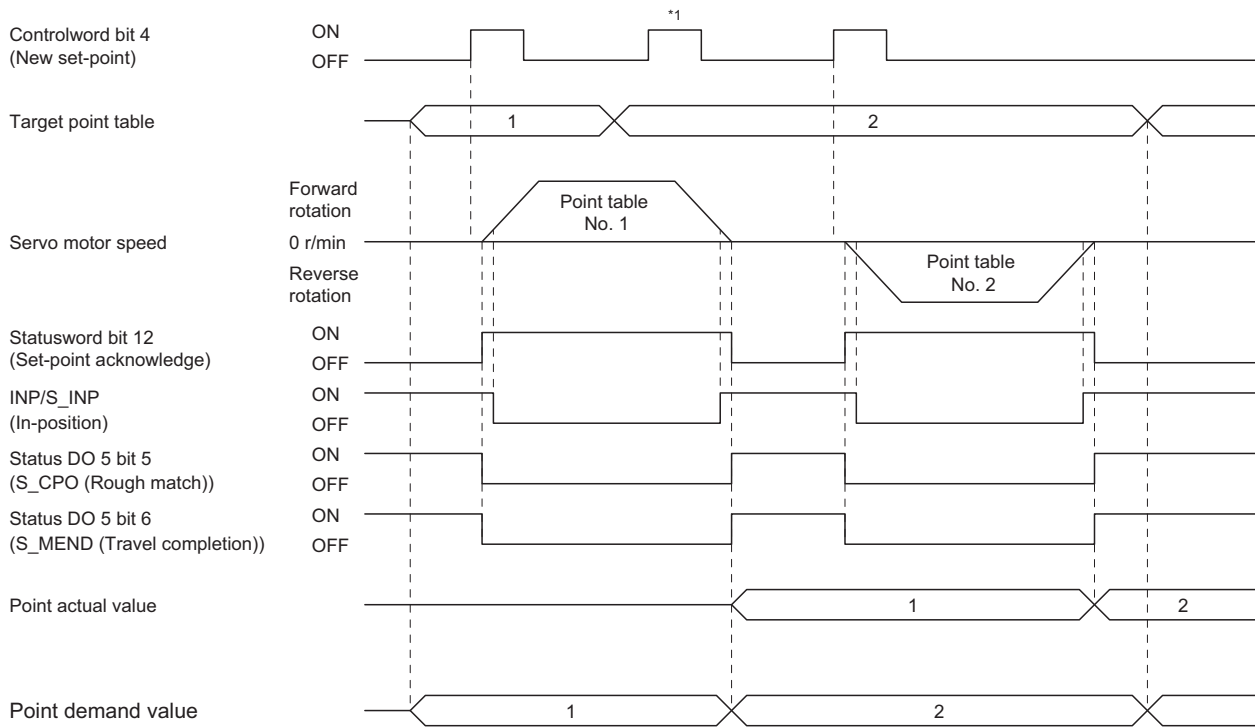 *1
Controlword bit 4
(New set-point)
ON
OFF
Target point table
1
2
Forward
rotation
Point table
No. 1
Servo motor speed
0 r/min
Reverse
rotation
Point table
No. 2
Statusword bit 12
(Set-point acknowledge)
ON
OFF
INP/S_INP
(In-position)
ON
OFF
Status DO 5 bit 5
(S_CPO (Rough match))
ON
OFF
Status DO 5 bit 6
(S_MEND (Travel completion))
ON
OFF
Point actual value
1
2
Point demand value
1
2